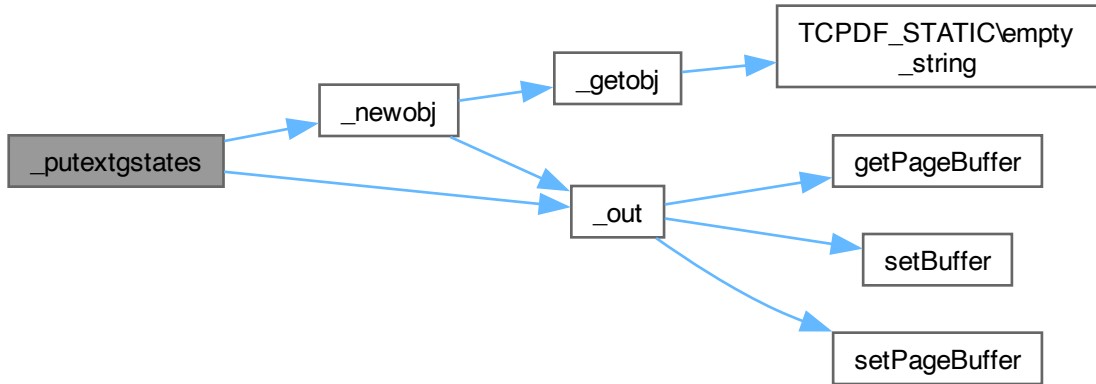 TCPDF_STATIC\empty
_string
_getobj
_newobj
_putextgstates
getPageBuffer
_out
setBuffer
setPageBuffer